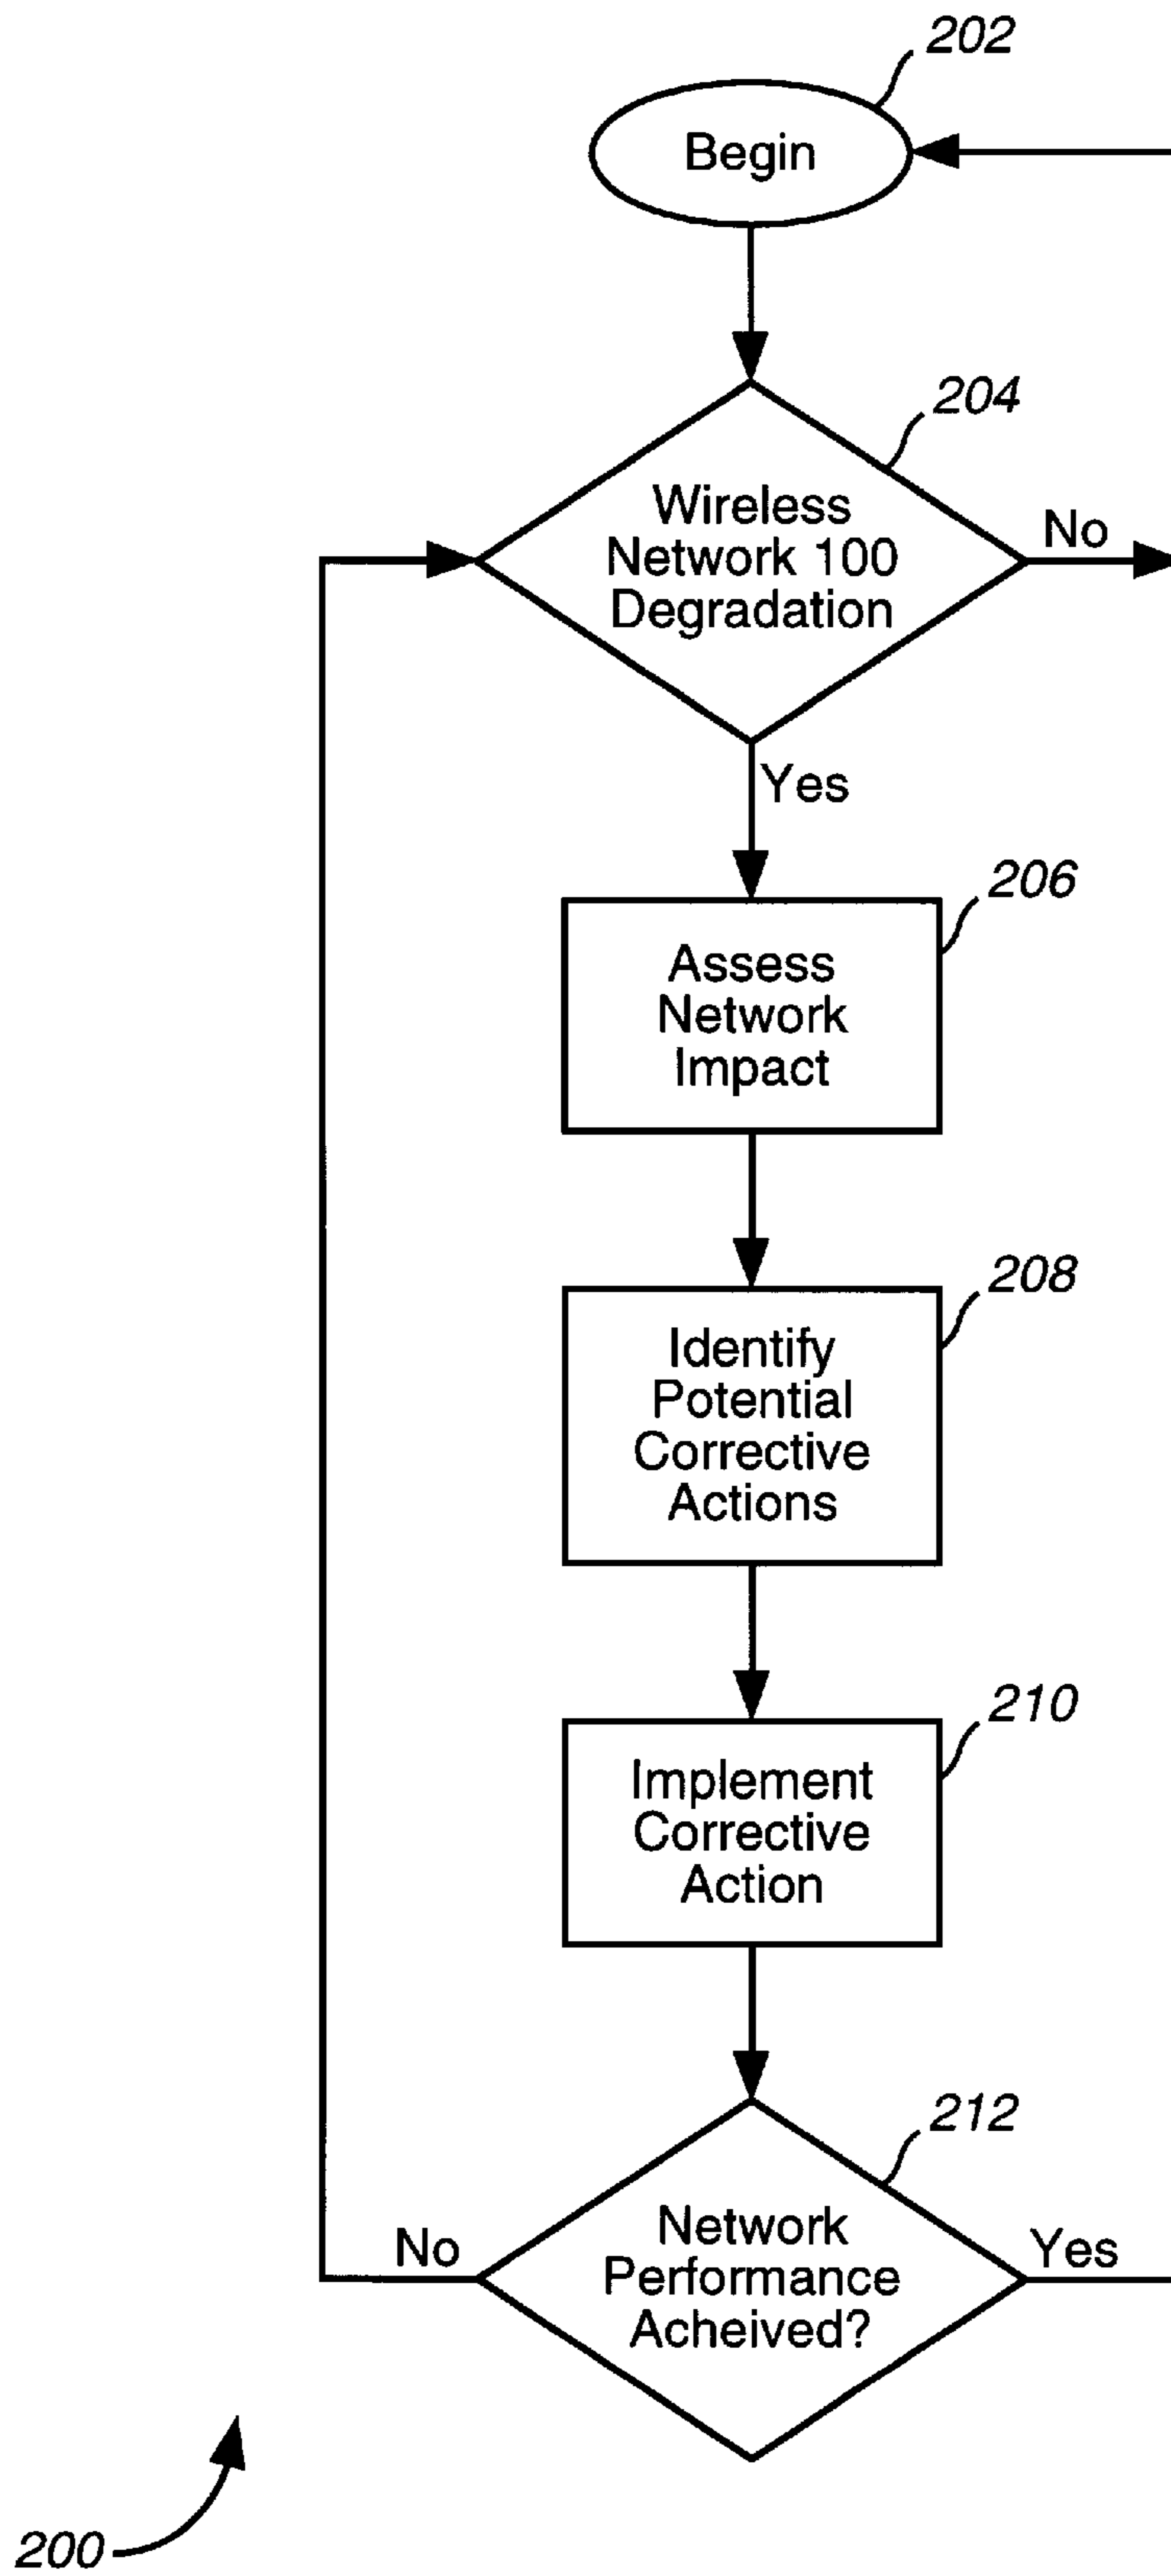 202
Begin
204
Wireless
Network 100
Degradation
No
Yes
206
Assess
Network
Impact
208
Identify
Potential
Corrective
Actions
210
Implement
Corrective
Action
212
No
Network
Performance
Acheived?
Yes
200